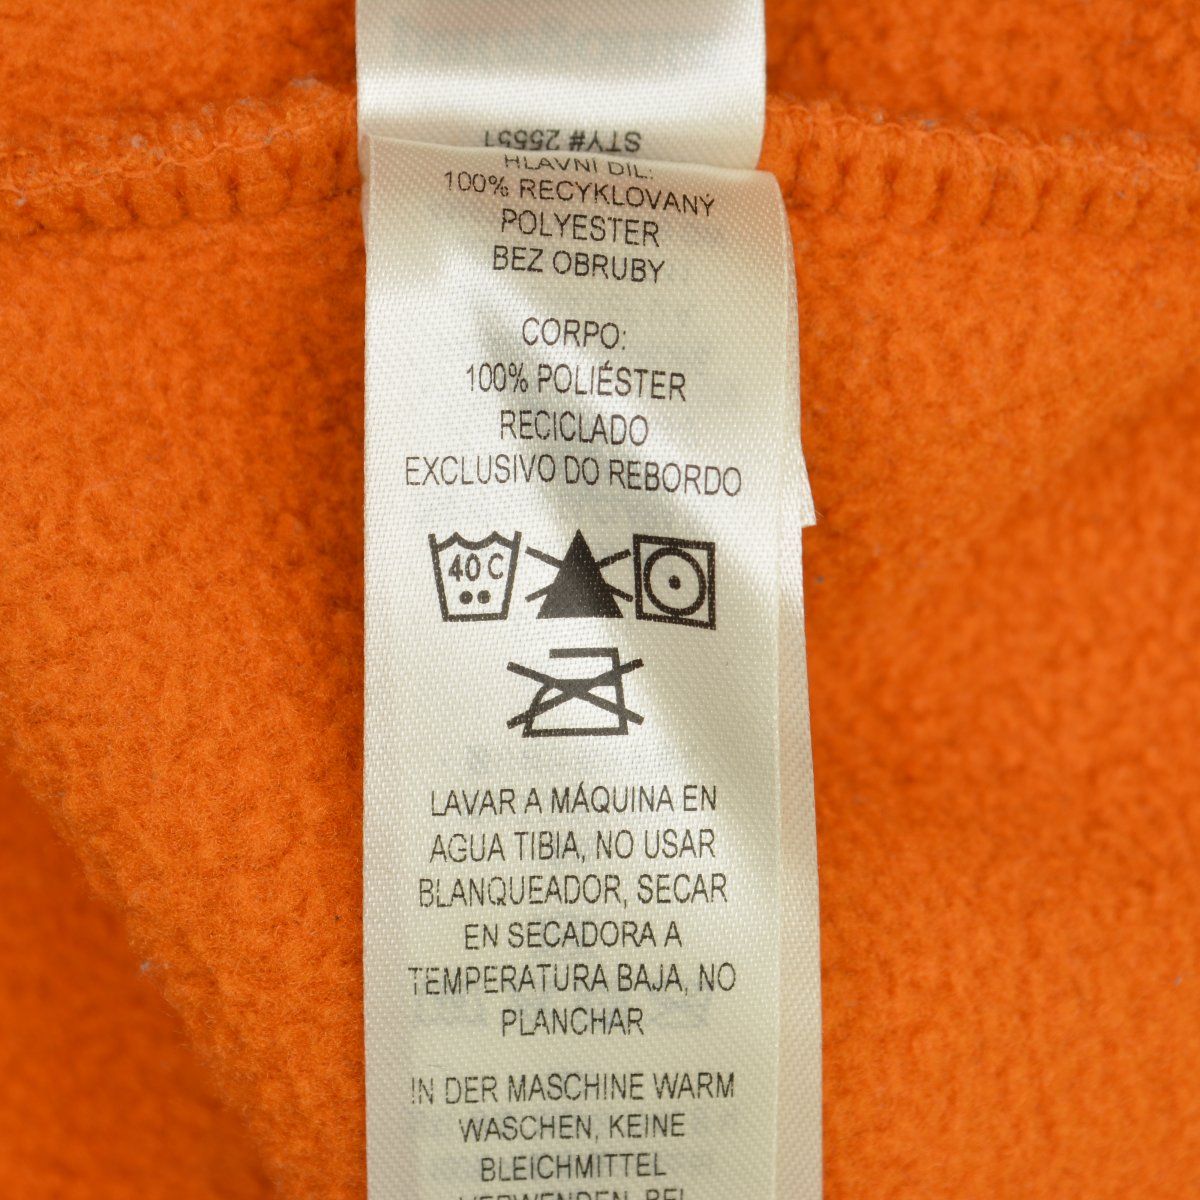 STY# 25551
HLAVNÍ DÍL:
100% RECYKLOVANÝ
POLYESTER
BEZ OBRUBY
CORPO:
100% POLIÉSTER
RECICLADO
EXCLUSIVO DO REBORDO
40 C
LAVAR A MÁQUINA EN
AGUA TIBIA, NO USAR
BLANQUEADOR, SECAR
EN SECADORA A
TEMPERATURA BAJA, NO
PLANCHAR
IN DER MASCHINE WARM
WASCHEN, KEINE
BLEICHMITTEL
VERWENDEN, BEI